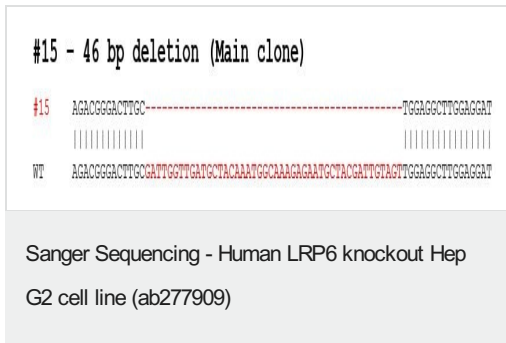 #15 - 46 bp deletion (Main clone)
#15 AGACGGGACTTGC----------------------------------------------TGGAGGCTTGGAGGAT
||||||||||||| ||||||||||||||||
WT AGACGGGACTTGCGATTGGTTGATGCTACAAATGGCAAAGAGAATGCTACGATTGTAGTTGGAGGCTTGGAGGAT
Sanger Sequencing - Human LRP6 knockout Hep
G2 cell line (ab277909)